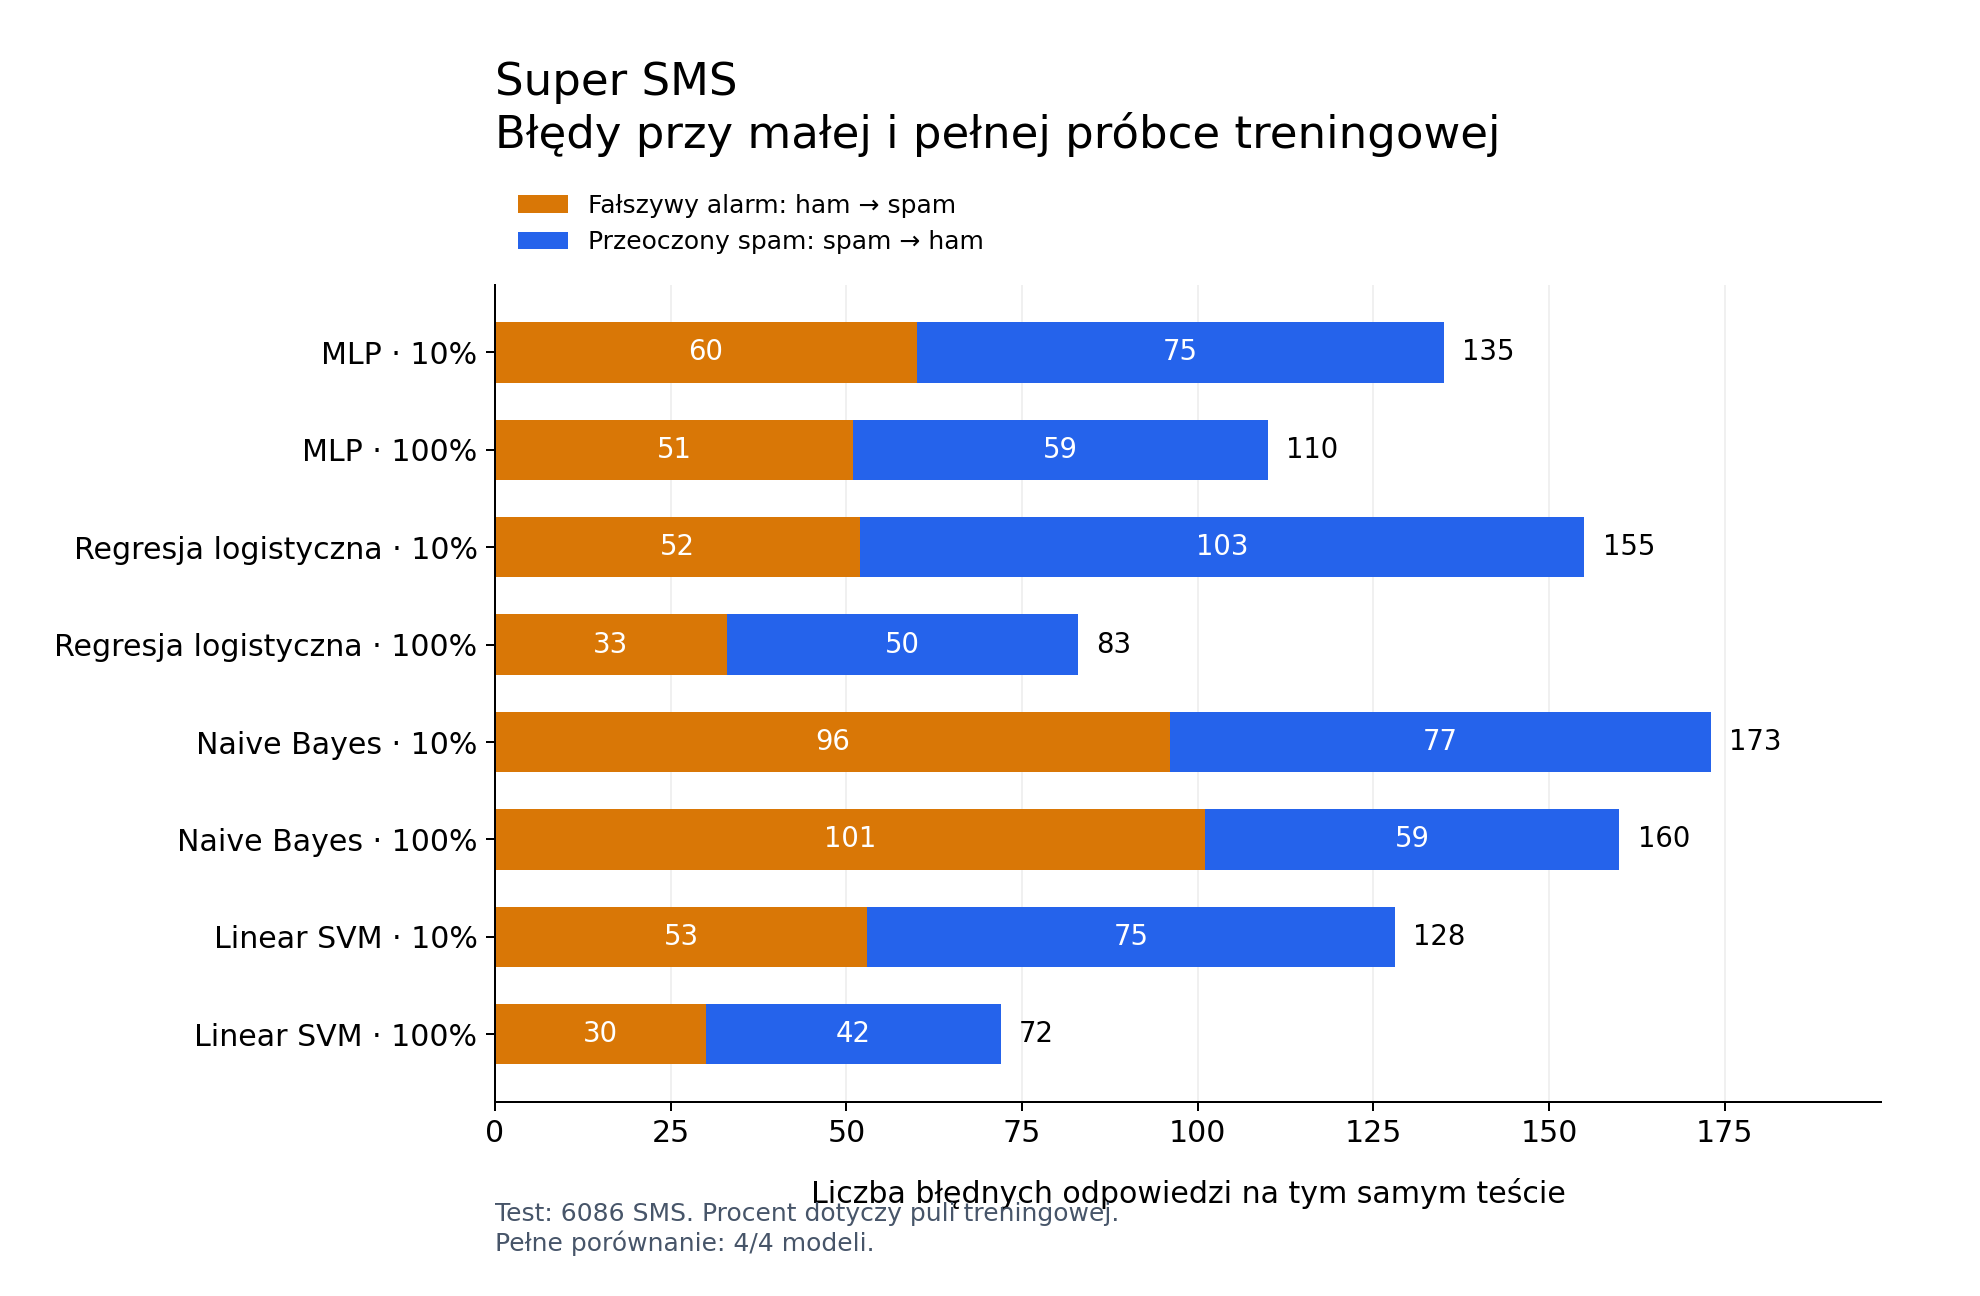 Super SMS
Błędy przy małej i pełnej próbce treningowej
Fałszywy alarm: ham → spam
Przeoczony spam: spam → ham
MLP · 10% 60 75 135
MLP · 100% 51 59 110
Regresja logistyczna · 10% 52 103 155
Regresja logistyczna · 100% 33 50 83
Naive Bayes · 10% 96 77 173
Naive Bayes · 100% 101 59 160
Linear SVM · 10% 53 75 128
Linear SVM · 100% 30 42 72
0 25 50 75 100 125 150 175
Liczba błędnych odpowiedzi na tym samym teście
Test: 6086 SMS. Procent dotyczy puli treningowej.
Pełne porównanie: 4/4 modeli.